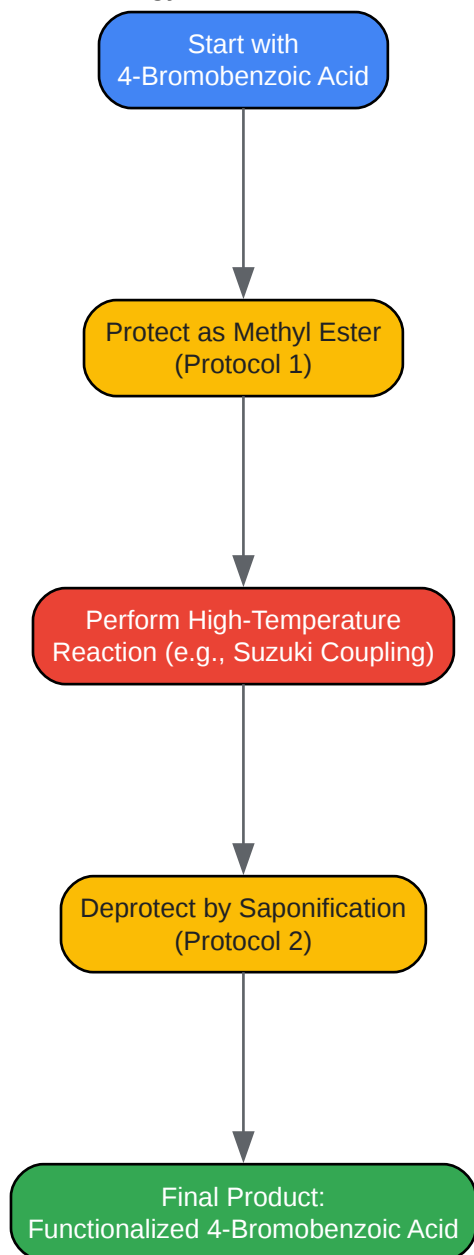 Start with
4-Bromobenzoic Acid
Protect as Methyl Ester
(Protocol 1)
Perform High-Temperature
Reaction (e.g., Suzuki Coupling)
Deprotect by Saponification
(Protocol 2)
Final Product:
Functionalized 4-Bromobenzoic Acid